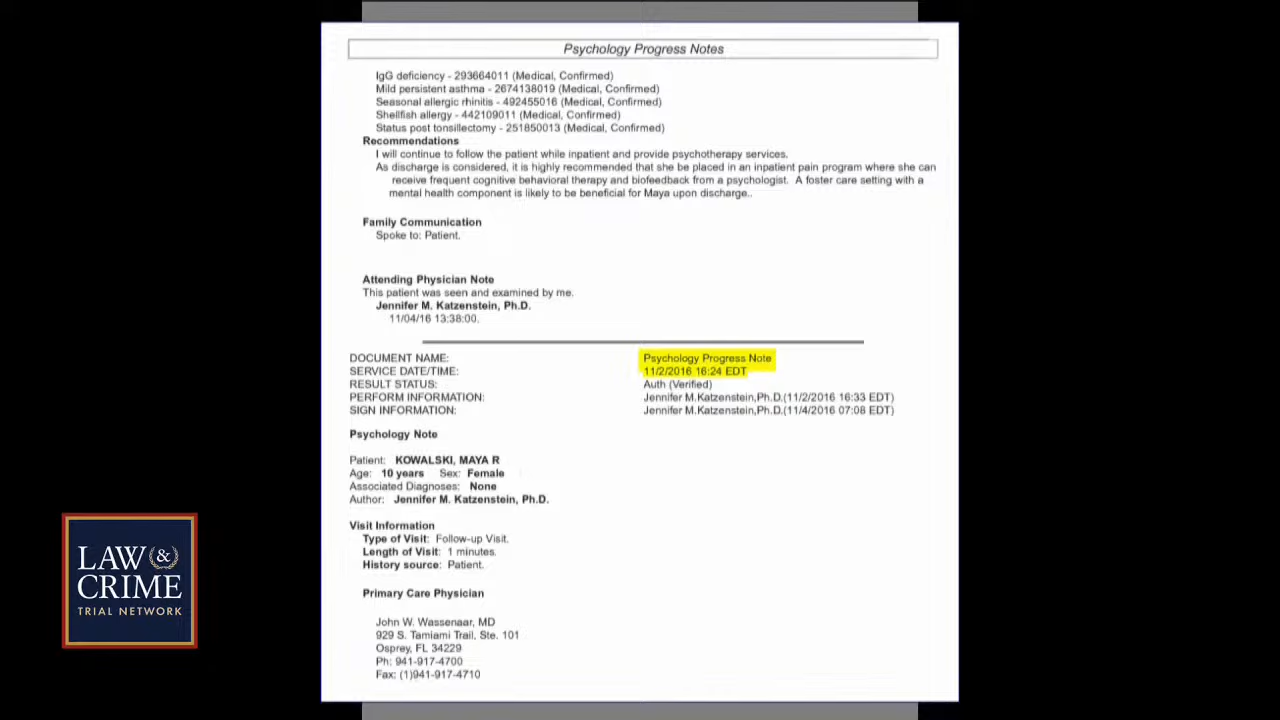 Psychology Progress Notes
IgG deficiency - 293664011 (Medical, Confirmed)
Mild persistent asthma - 2674138019 (Medical, Confirmed)
Seasonal allergic rhinitis - 492455016 (Medical, Confirmed)
Shellfish allergy - 442109011 (Medical, Confirmed)
Status post tonsillectomy - 251850013 (Medical, Confirmed)
Recommendations
I will continue to follow the patient while inpatient and provide psychotherapy services.
As discharge is considered, it is highly recommended that she be placed in an inpatient pain program where she can
receive frequent cognitive behavioral therapy and biofeedback from a psychologist. A foster care setting with a
mental health component is likely to be beneficial for Maya upon discharge..
Family Communication
Spoke to: Patient.
Attending Physician Note
This patient was seen and examined by me.
Jennifer M. Katzenstein, Ph.D.
11/04/16 13:38:00.
DOCUMENT NAME: Psychology Progress Note
SERVICE DATE/TIME: 11/2/2016 16:24 EDT
RESULT STATUS: Auth (Verified)
PERFORM INFORMATION: Jennifer M.Katzenstein,Ph.D.(11/2/2016 16:33 EDT)
SIGN INFORMATION: Jennifer M.Katzenstein,Ph.D.(11/4/2016 07:08 EDT)
Psychology Note
Patient: KOWALSKI, MAYA R
Age: 10 years Sex: Female
Associated Diagnoses: None
Author: Jennifer M. Katzenstein, Ph.D.
Visit Information
Type of Visit: Follow-up Visit.
Length of Visit: 1 minutes.
History source: Patient.
Primary Care Physician
John W. Wassenaar, MD
929 S. Tamiami Trail, Ste. 101
Osprey, FL 34229
Ph: 941-917-4700
Fax: (1)941-917-4710
LAW &
CRIME
TRIAL NETWORK